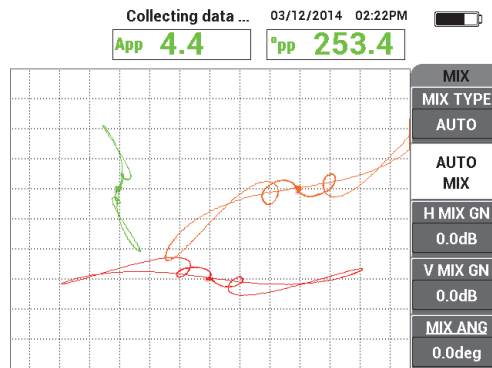 Collecting data ... 03/12/2014 02:22PM
App 4.4 °pp 253.4
MIX
MIX TYPE
AUTO
AUTO
MIX
H MIX GN
0.0dB
V MIX GN
0.0dB
MIX ANG
0.0deg